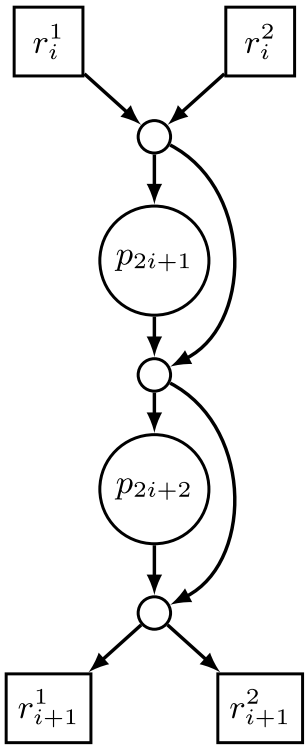 r_i^1 r_i^2
p_{2i+1}
p_{2i+2}
r_{i+1}^1 r_{i+1}^2